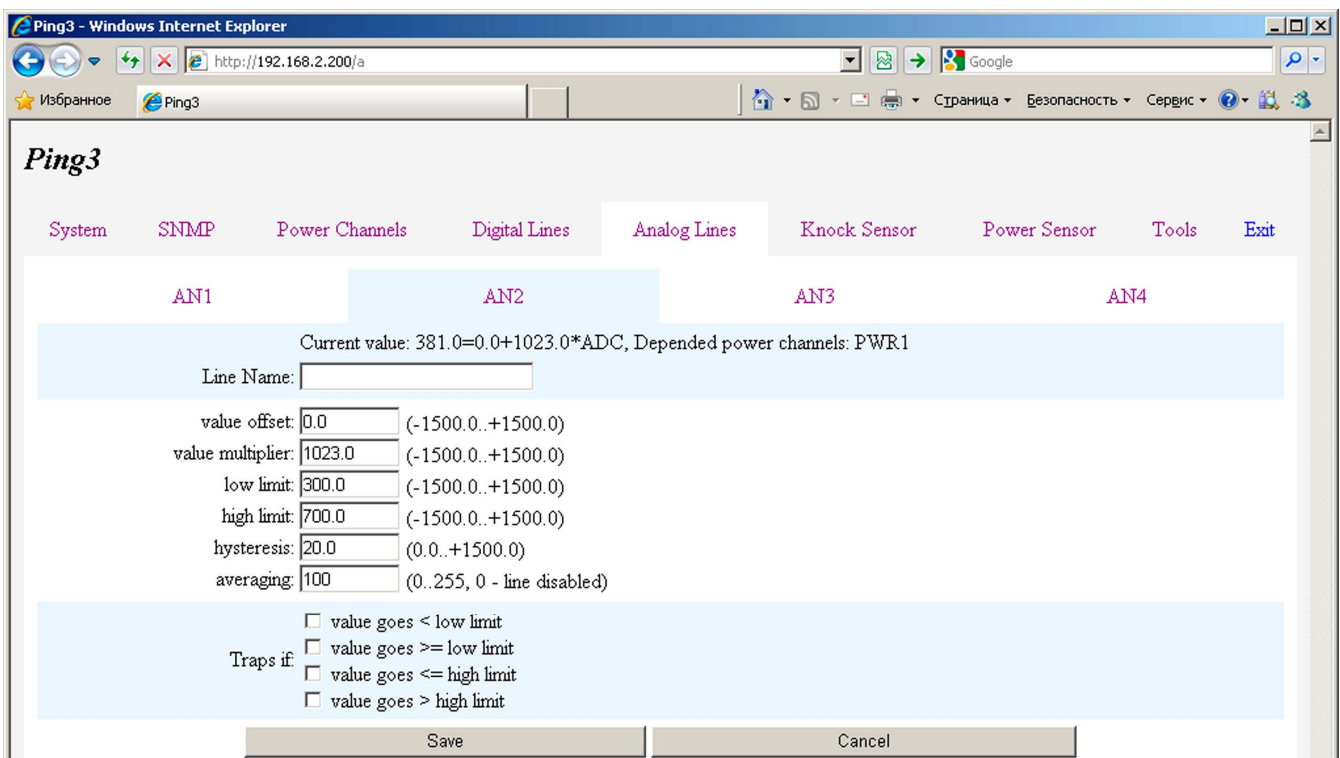 Ping3 - Windows Internet Explorer
http://192.168.2.200/a
Google
Избранное
Ping3
Страница
Безопасность
Сервис
Ping3
System SNMP Power Channels Digital Lines Analog Lines Knock Sensor Power Sensor Tools Exit
AN1 AN2 AN3 AN4
Current value: 381.0=0.0+1023.0*ADC, Depended power channels: PWR1
Line Name:
value offset: 0.0 (-1500.0..+1500.0)
value multiplier: 1023.0 (-1500.0..+1500.0)
low limit: 300.0 (-1500.0..+1500.0)
high limit: 700.0 (-1500.0..+1500.0)
hysteresis: 20.0 (0.0..+1500.0)
averaging: 100 (0..255, 0 - line disabled)
Traps if:
value goes < low limit
value goes >= low limit
value goes <= high limit
value goes > high limit
Save Cancel